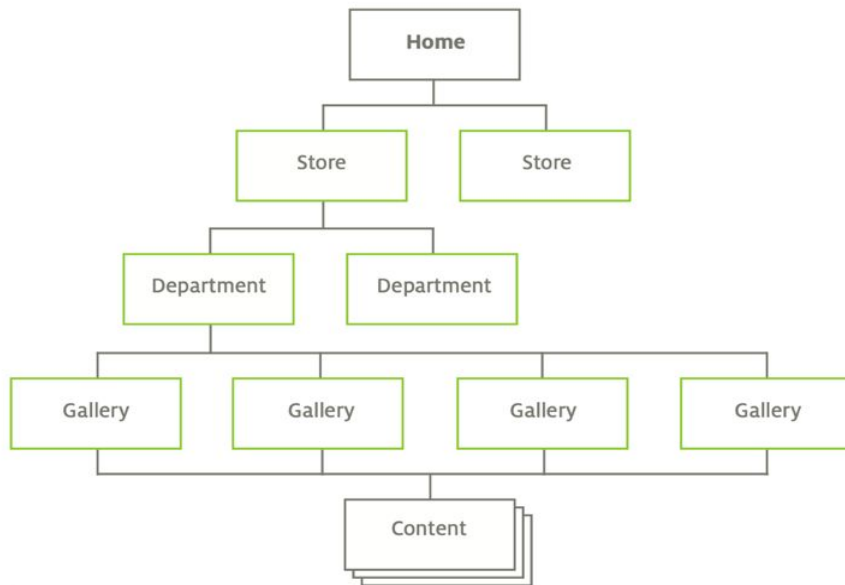 Home
Store
Store
Department
Department
Gallery
Gallery
Gallery
Gallery
Content